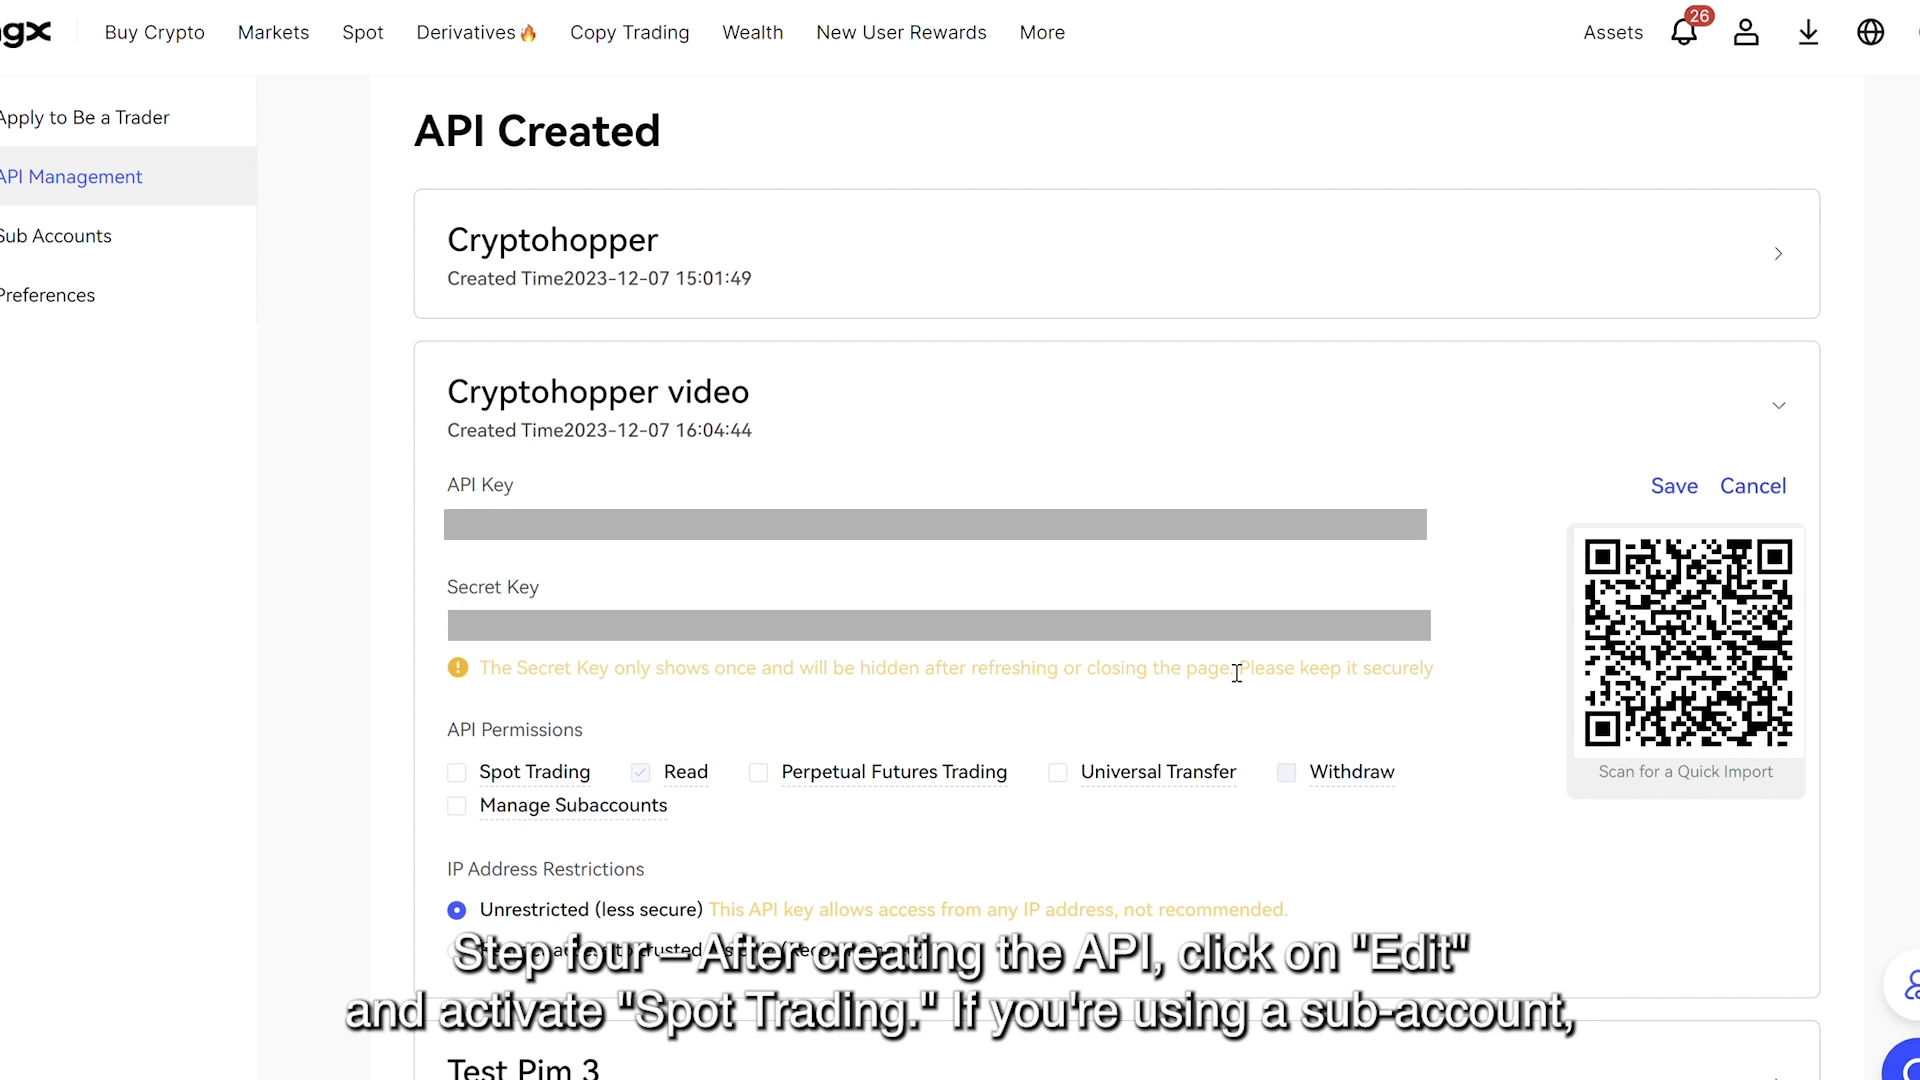 gX
Buy Crypto
Markets
Spot
Derivatives
Copy Trading
Wealth
New User Rewards
More
Assets
26
Apply to Be a Trader
API Management
Sub Accounts
Preferences
API Created
Cryptohopper
Created Time2023-12-07 15:01:49
Cryptohopper video
Created Time2023-12-07 16:04:44
API Key
Save
Cancel
Secret Key
The Secret Key only shows once and will be hidden after refreshing or closing the page. Please keep it securely
API Permissions
Spot Trading
Read
Perpetual Futures Trading
Universal Transfer
Withdraw
Manage Subaccounts
Scan for a Quick Import
IP Address Restrictions
Unrestricted (less secure) This API key allows access from any IP address, not recommended.
Step four—After creating the API, click on "Edit"
and activate "Spot Trading." If you're using a sub-account,
Test Pim 3